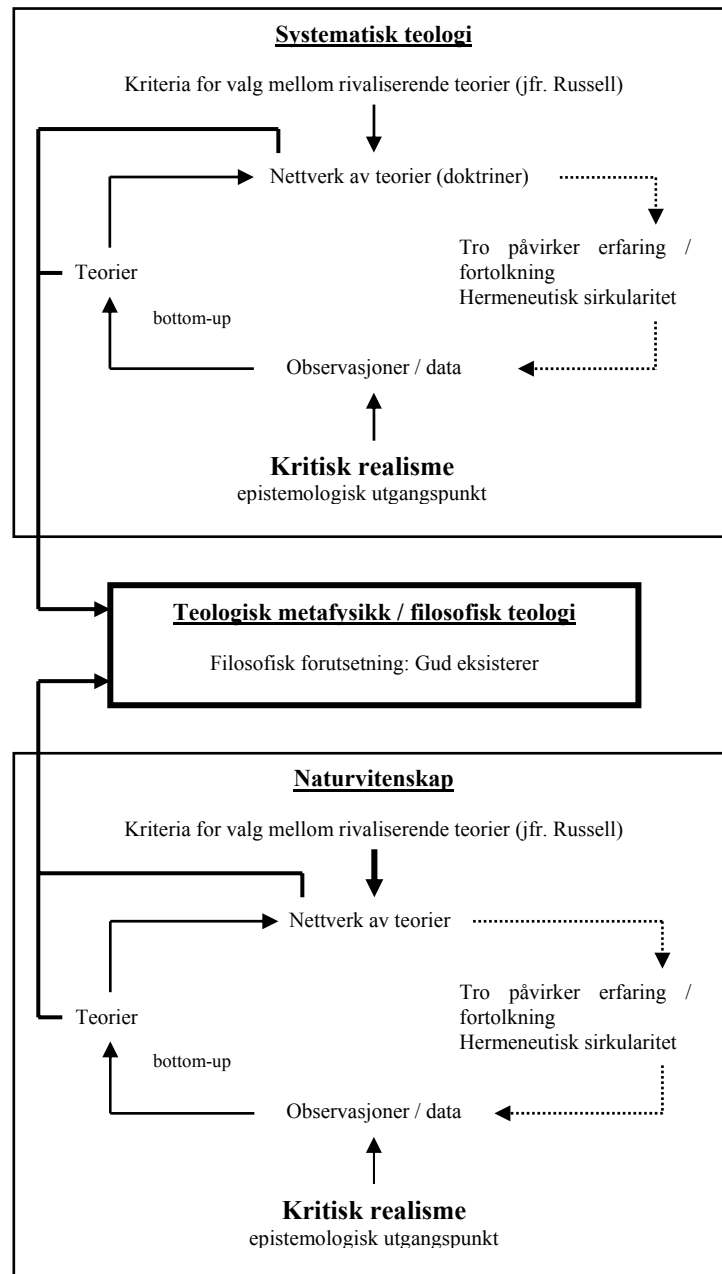 Systematisk teologi
Kriteria for valg mellom rivaliserende teorier (jfr. Russell)
Nettverk av teorier (doktriner)
Tro påvirker erfaring /
fortolkning
Hermeneutisk sirkularitet
Teorier
bottom-up
Observasjoner / data
Kritisk realisme
epistemologisk utgangspunkt
Teologisk metafysikk / filosofisk teologi
Filosofisk forutsetning: Gud eksisterer
Naturvitenskap
Kriteria for valg mellom rivaliserende teorier (jfr. Russell)
Nettverk av teorier
Tro påvirker erfaring /
fortolkning
Hermeneutisk sirkularitet
Teorier
bottom-up
Observasjoner / data
Kritisk realisme
epistemologisk utgangspunkt